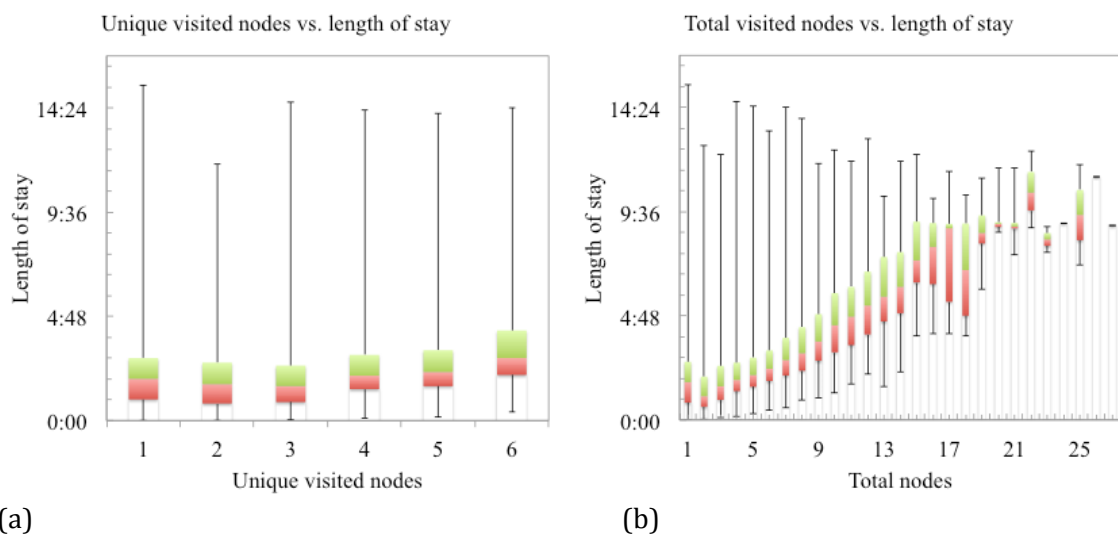 Unique visited nodes vs. length of stay
Length of stay
14:24
9:36
4:48
0:00
1 2 3 4 5 6
Unique visited nodes
(a)
Total visited nodes vs. length of stay
Length of stay
14:24
9:36
4:48
0:00
1 5 9 13 17 21 25
Total nodes
(b)